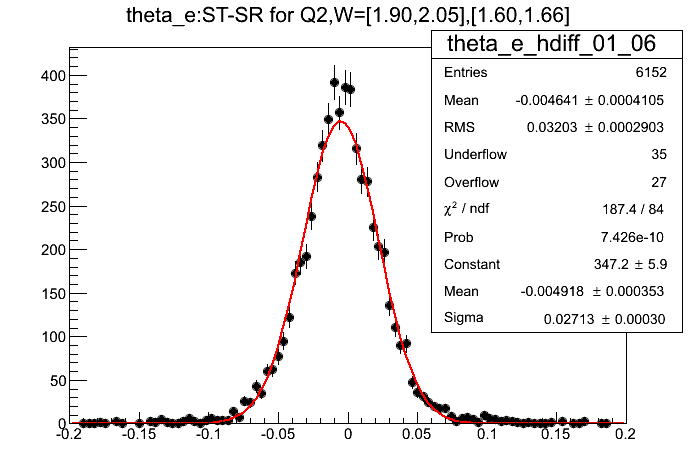 theta_e:ST-SR for Q2,W=[1.90,2.05],[1.60,1.66]
theta_e_hdiff_01_06
Entries 6152
Mean -0.004641 ± 0.0004105
RMS 0.03203 ± 0.0002903
Underflow 35
Overflow 27
χ² / ndf 187.4 / 84
Prob 7.426e-10
Constant 347.2 ± 5.9
Mean -0.004918 ± 0.000353
Sigma 0.02713 ± 0.00030
400
350
300
250
200
150
100
50
0
-0.2 -0.15 -0.1 -0.05 0 0.05 0.1 0.15 0.2